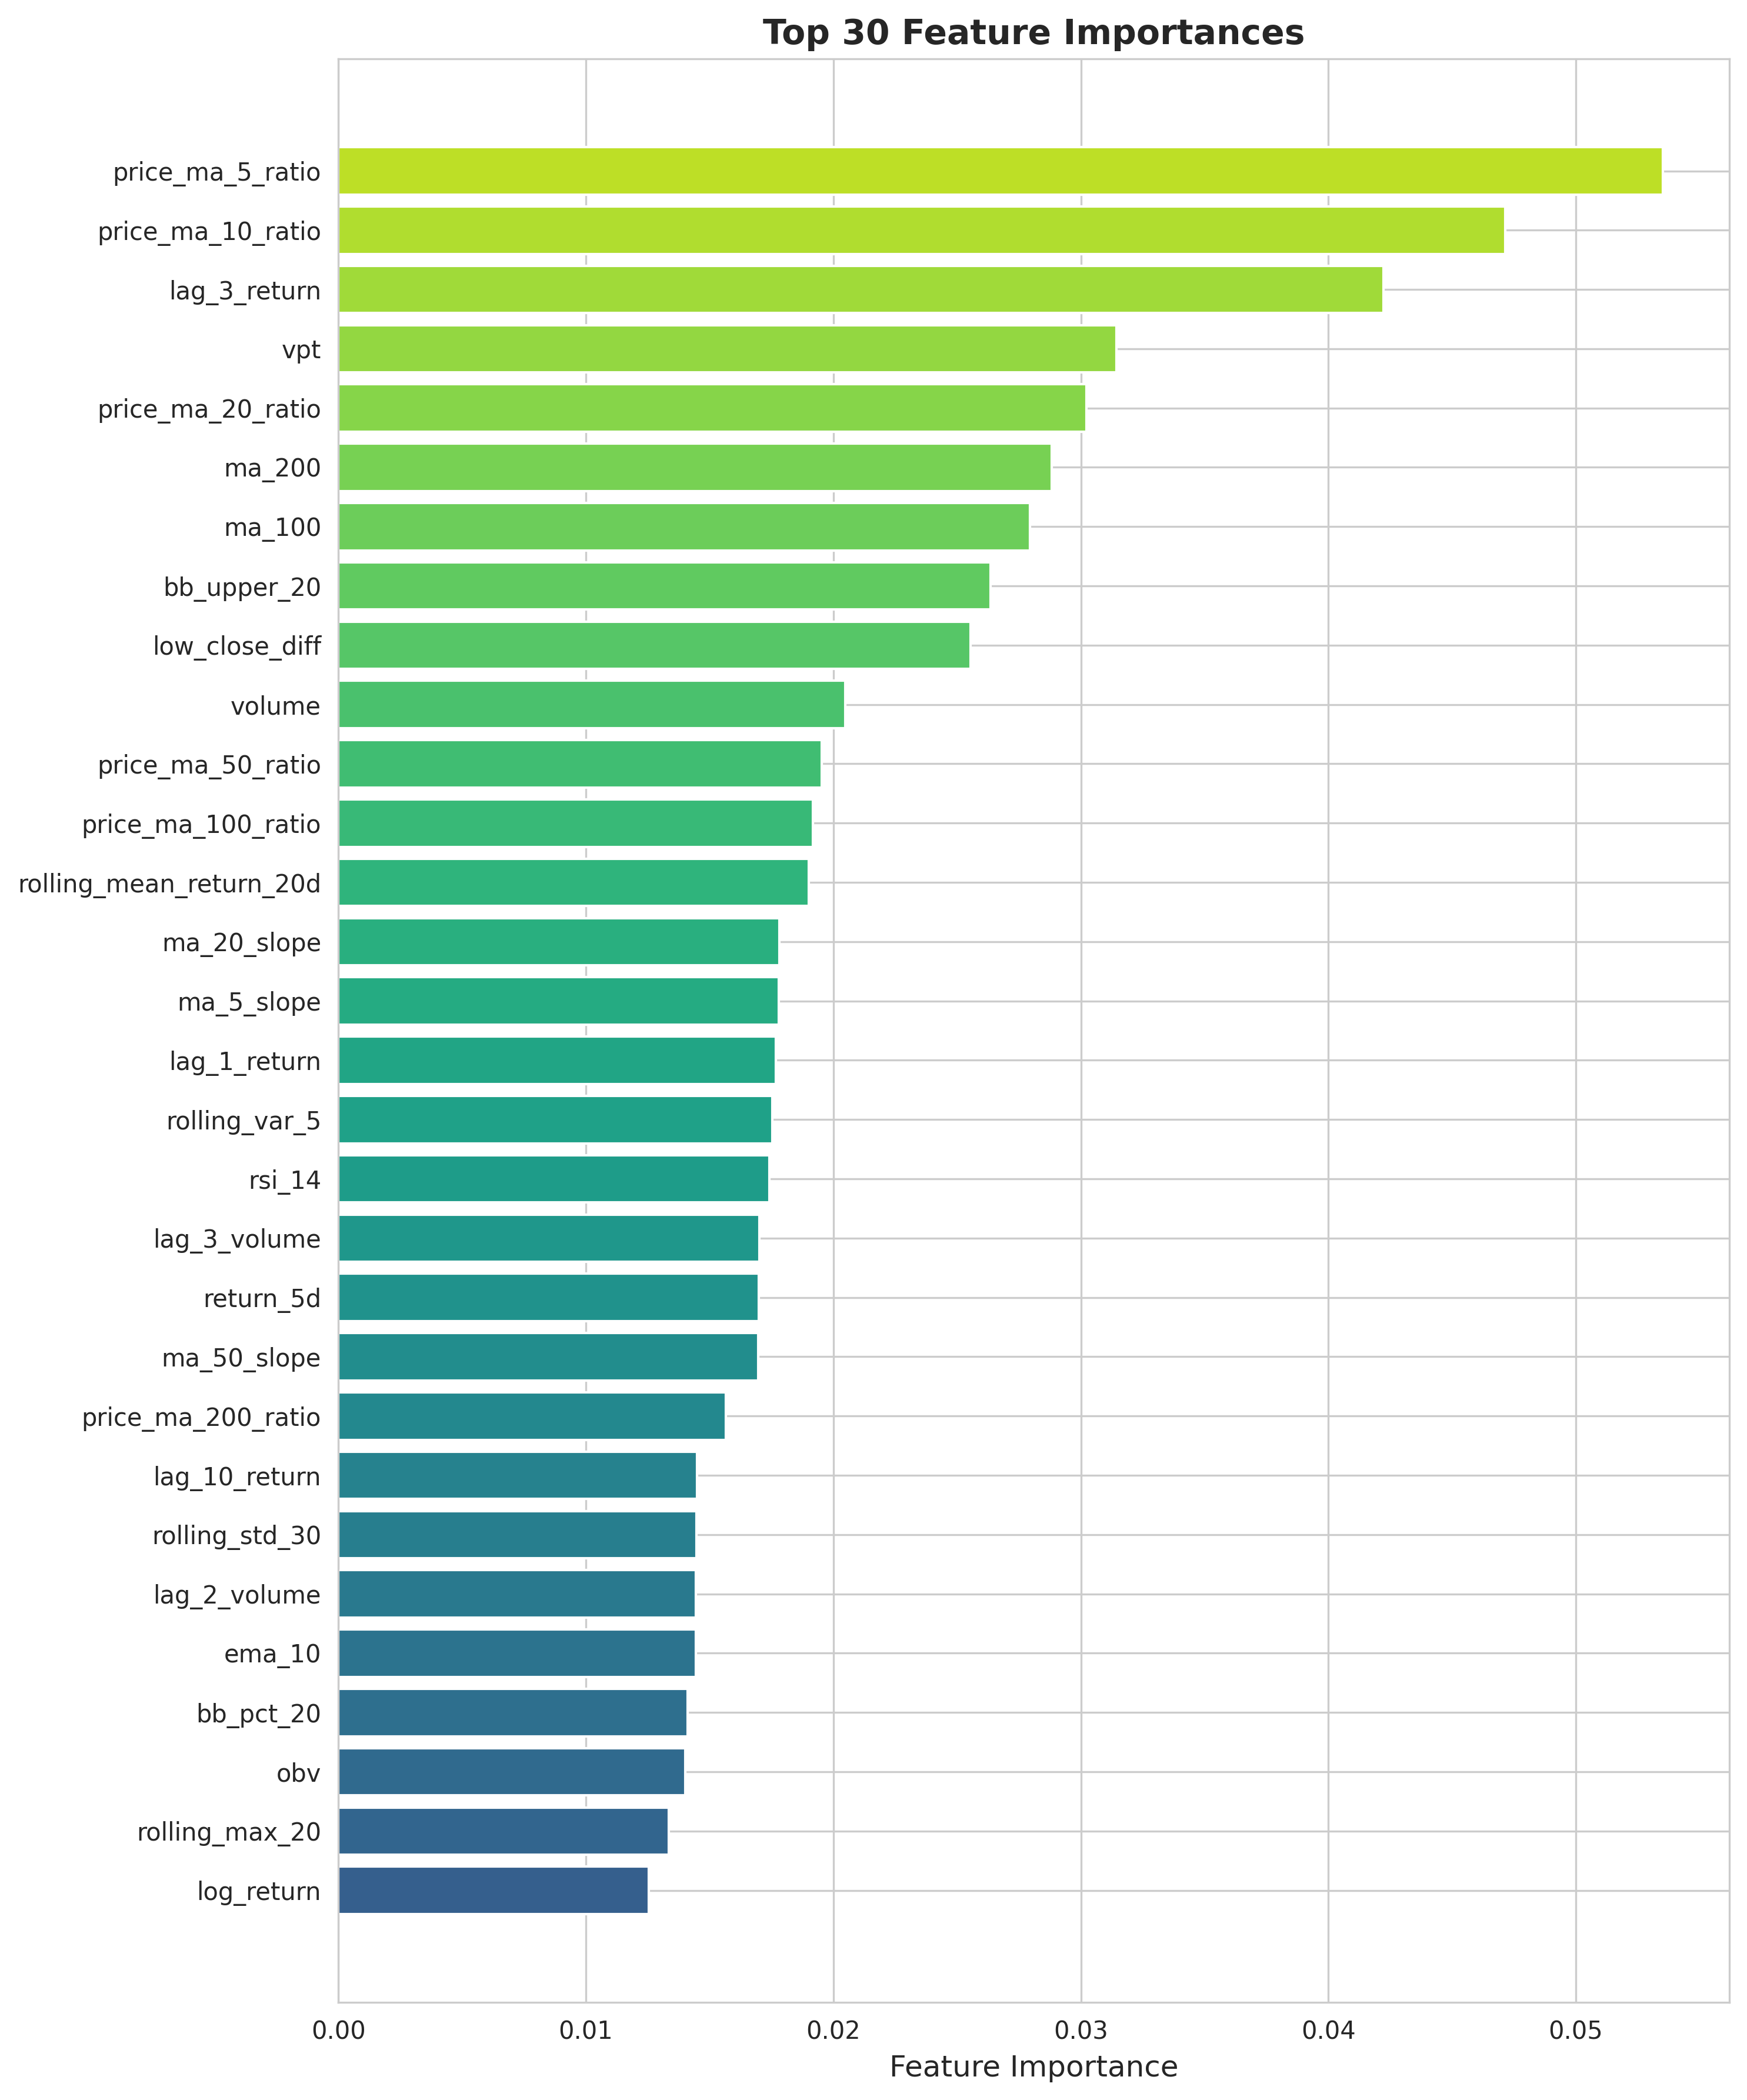 Top 30 Feature Importances
price_ma_5_ratio
price_ma_10_ratio
lag_3_return
vpt
price_ma_20_ratio
ma_200
ma_100
bb_upper_20
low_close_diff
volume
price_ma_50_ratio
price_ma_100_ratio
rolling_mean_return_20d
ma_20_slope
ma_5_slope
lag_1_return
rolling_var_5
rsi_14
lag_3_volume
return_5d
ma_50_slope
price_ma_200_ratio
lag_10_return
rolling_std_30
lag_2_volume
ema_10
bb_pct_20
obv
rolling_max_20
log_return
0.00 0.01 0.02 0.03 0.04 0.05
Feature Importance